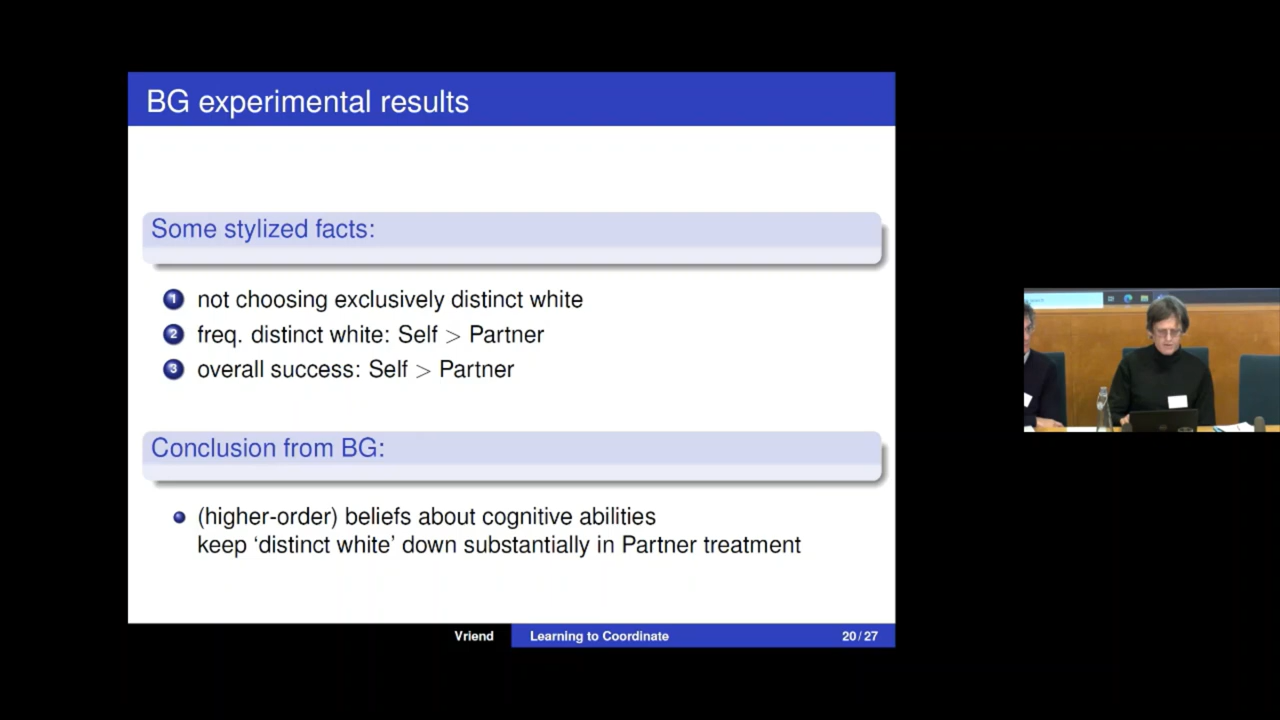 BG experimental results
Some stylized facts:
1 not choosing exclusively distinct white
2 freq. distinct white: Self > Partner
3 overall success: Self > Partner
Conclusion from BG:
(higher-order) beliefs about cognitive abilities
keep ‘distinct white’ down substantially in Partner treatment
Vriend Learning to Coordinate 20/27